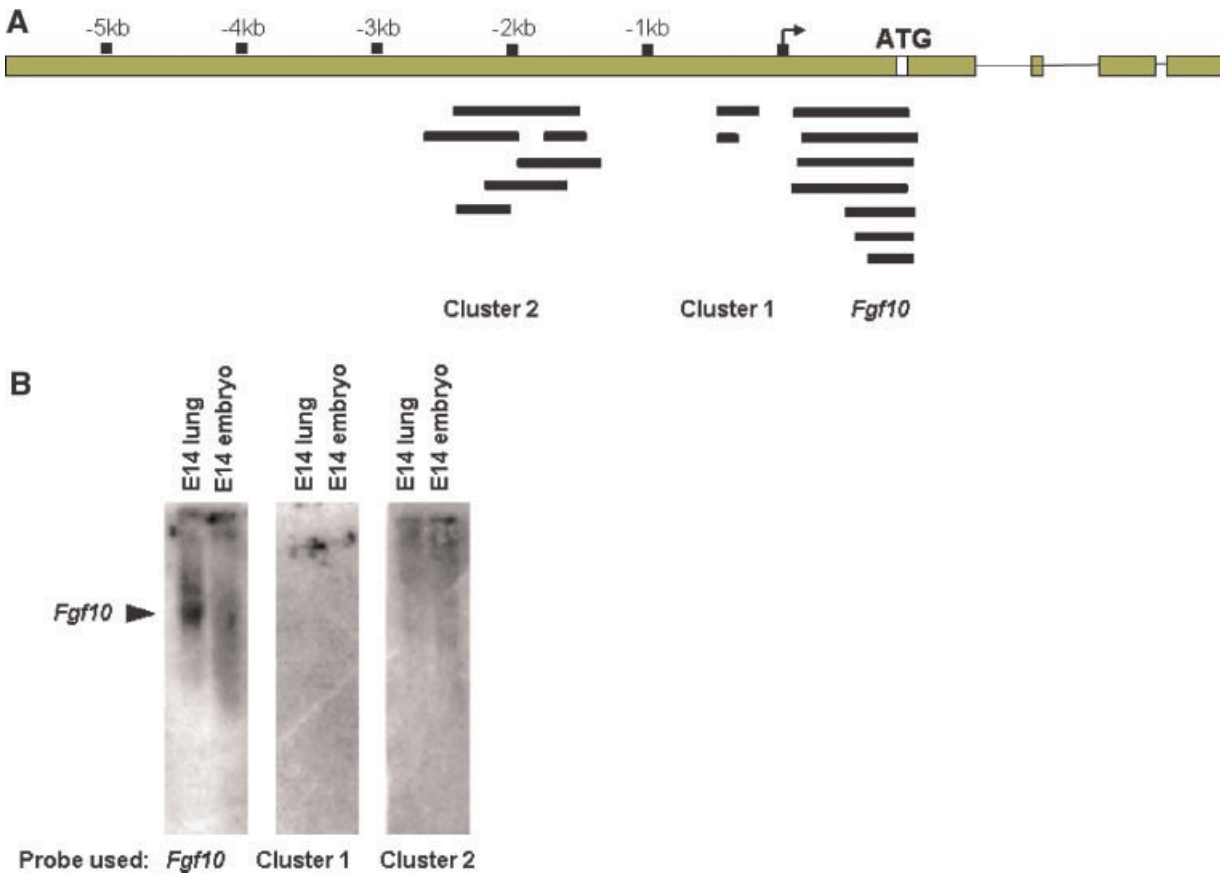 A
-5kb -4kb -3kb -2kb -1kb
ATG
Cluster 2 Cluster 1 Fgf10
B
E14 lung E14 embryo E14 lung E14 embryo E14 lung E14 embryo
Fgf10
Probe used: Fgf10 Cluster 1 Cluster 2